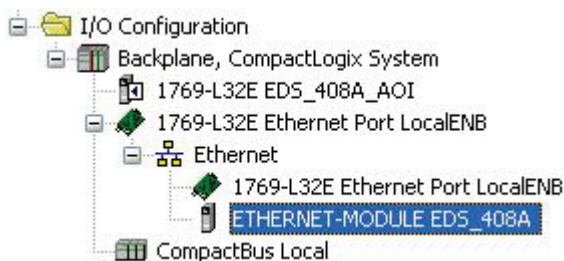 I/O Configuration
Backplane, CompactLogix System
1769-L32E EDS_408A_AOI
1769-L32E Ethernet Port LocalENB
Ethernet
1769-L32E Ethernet Port LocalENB
ETHERNET-MODULE EDS_408A
CompactBus Local